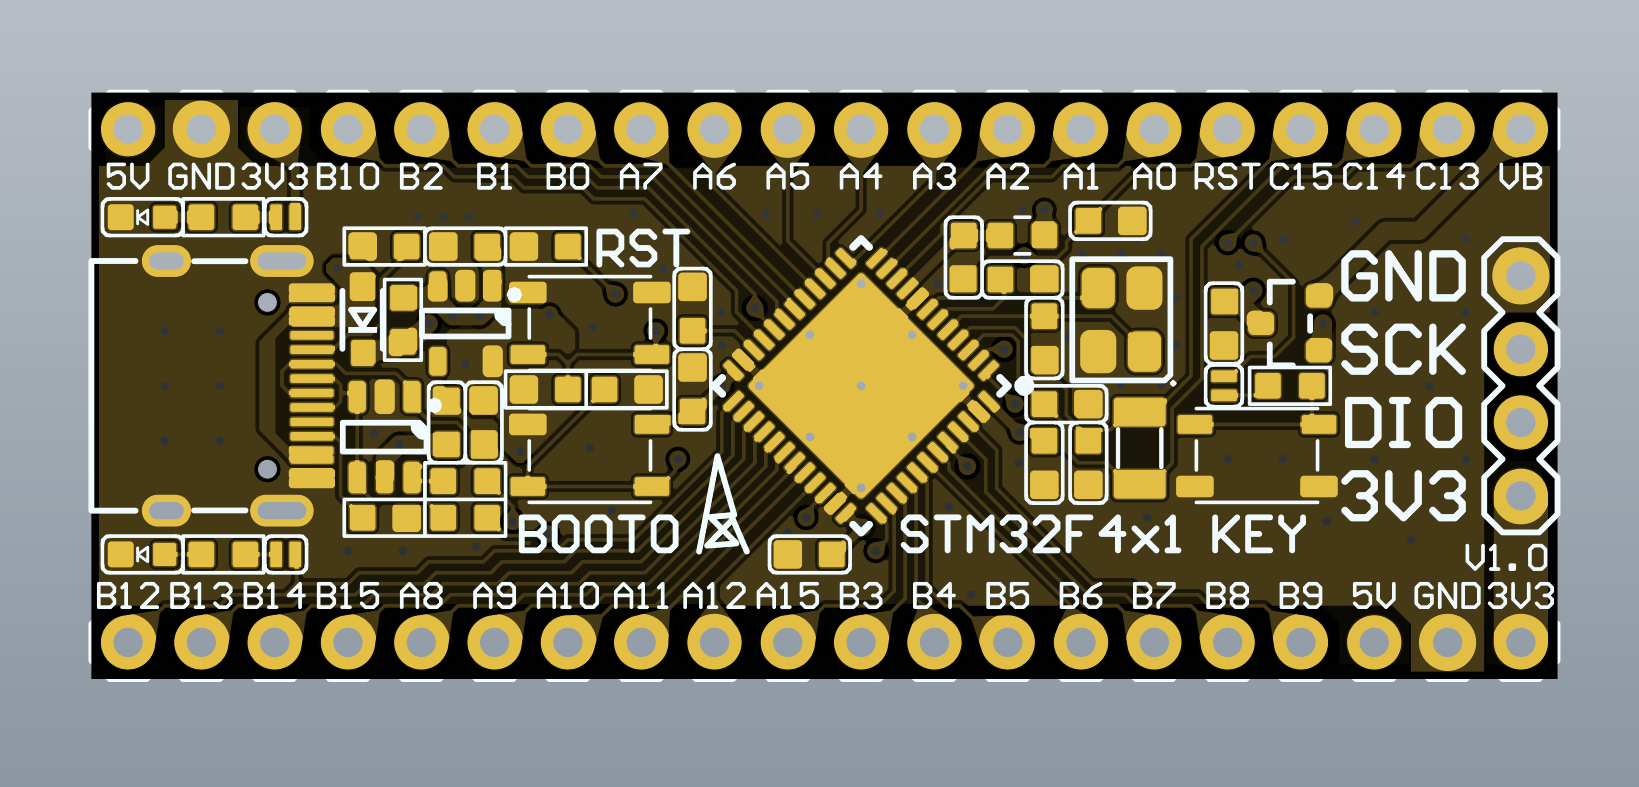 5V GND 3V3 B10 B2 B1 B0 A7 A6 A5 A4 A3 A2 A1 A0 RST C15 C14 C13 VB
RST
GND
SCK
DIO
3V3
BOOT0 STM32F4x1 KEY
V1.0
B12 B13 B14 B15 A8 A9 A10 A11 A12 A15 B3 B4 B5 B6 B7 B8 B9 5V GND 3V3